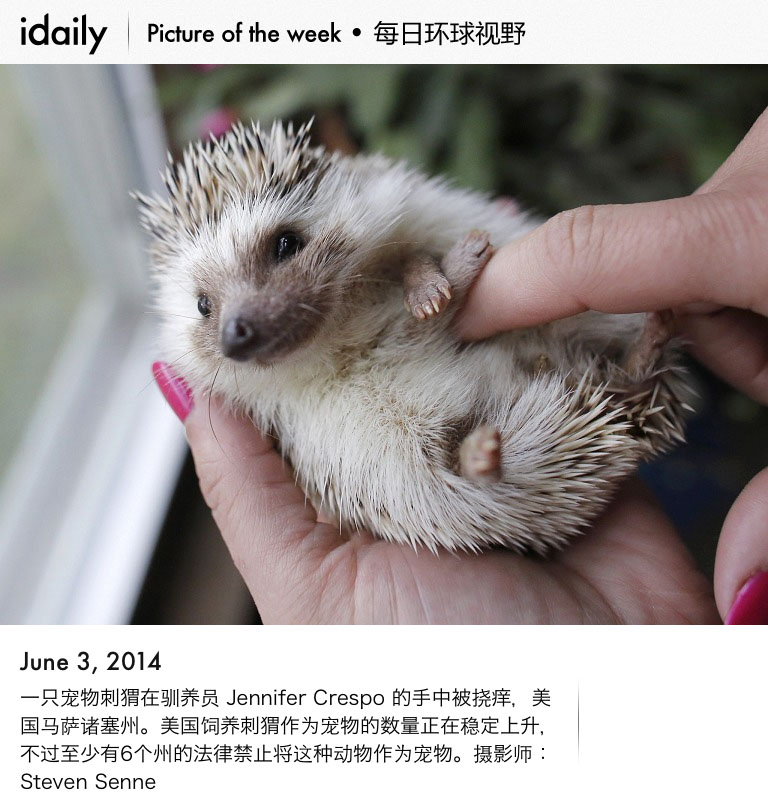 idaily Picture of the week • 每日环球视野
June 3, 2014
一只宠物刺猬在驯养员 Jennifer Crespo 的手中被挠痒，美
国马萨诸塞州。美国饲养刺猬作为宠物的数量正在稳定上升，
不过至少有6个州的法律禁止将这种动物作为宠物。摄影师：
Steven Senne